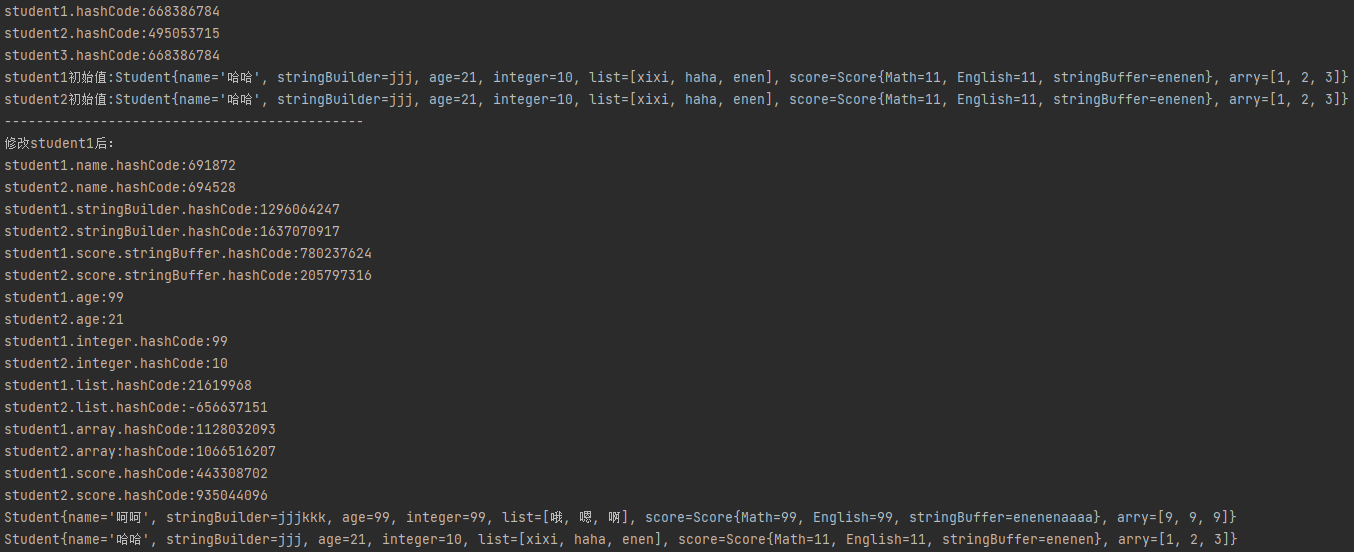 student1.hashCode:668386784
student2.hashCode:495053715
student3.hashCode:668386784
student1初始值:Student{name='哈哈', stringBuilder=jjj, age=21, integer=10, list=[xixi, haha, enen], score=Score{Math=11, English=11, stringBuffer=enenen}, arry=[1, 2, 3]}
student2初始值:Student{name='哈哈', stringBuilder=jjj, age=21, integer=10, list=[xixi, haha, enen], score=Score{Math=11, English=11, stringBuffer=enenen}, arry=[1, 2, 3]}
---------------------------------------------
修改student1后：
student1.name.hashCode:691872
student2.name.hashCode:694528
student1.stringBuilder.hashCode:1296064247
student2.stringBuilder.hashCode:1637070917
student1.score.stringBuffer.hashCode:780237624
student2.score.stringBuffer.hashCode:205797316
student1.age:99
student2.age:21
student1.integer.hashCode:99
student2.integer.hashCode:10
student1.list.hashCode:21619968
student2.list.hashCode:-656637151
student1.array.hashCode:1128032093
student2.array:hashCode:1066516207
student1.score.hashCode:443308702
student2.score.hashCode:935044096
Student{name='呵呵', stringBuilder=jjjkkk, age=99, integer=99, list=[哦, 嗯, 啊], score=Score{Math=99, English=99, stringBuffer=enenenaaaa}, arry=[9, 9, 9]}
Student{name='哈哈', stringBuilder=jjj, age=21, integer=10, list=[xixi, haha, enen], score=Score{Math=11, English=11, stringBuffer=enenen}, arry=[1, 2, 3]}